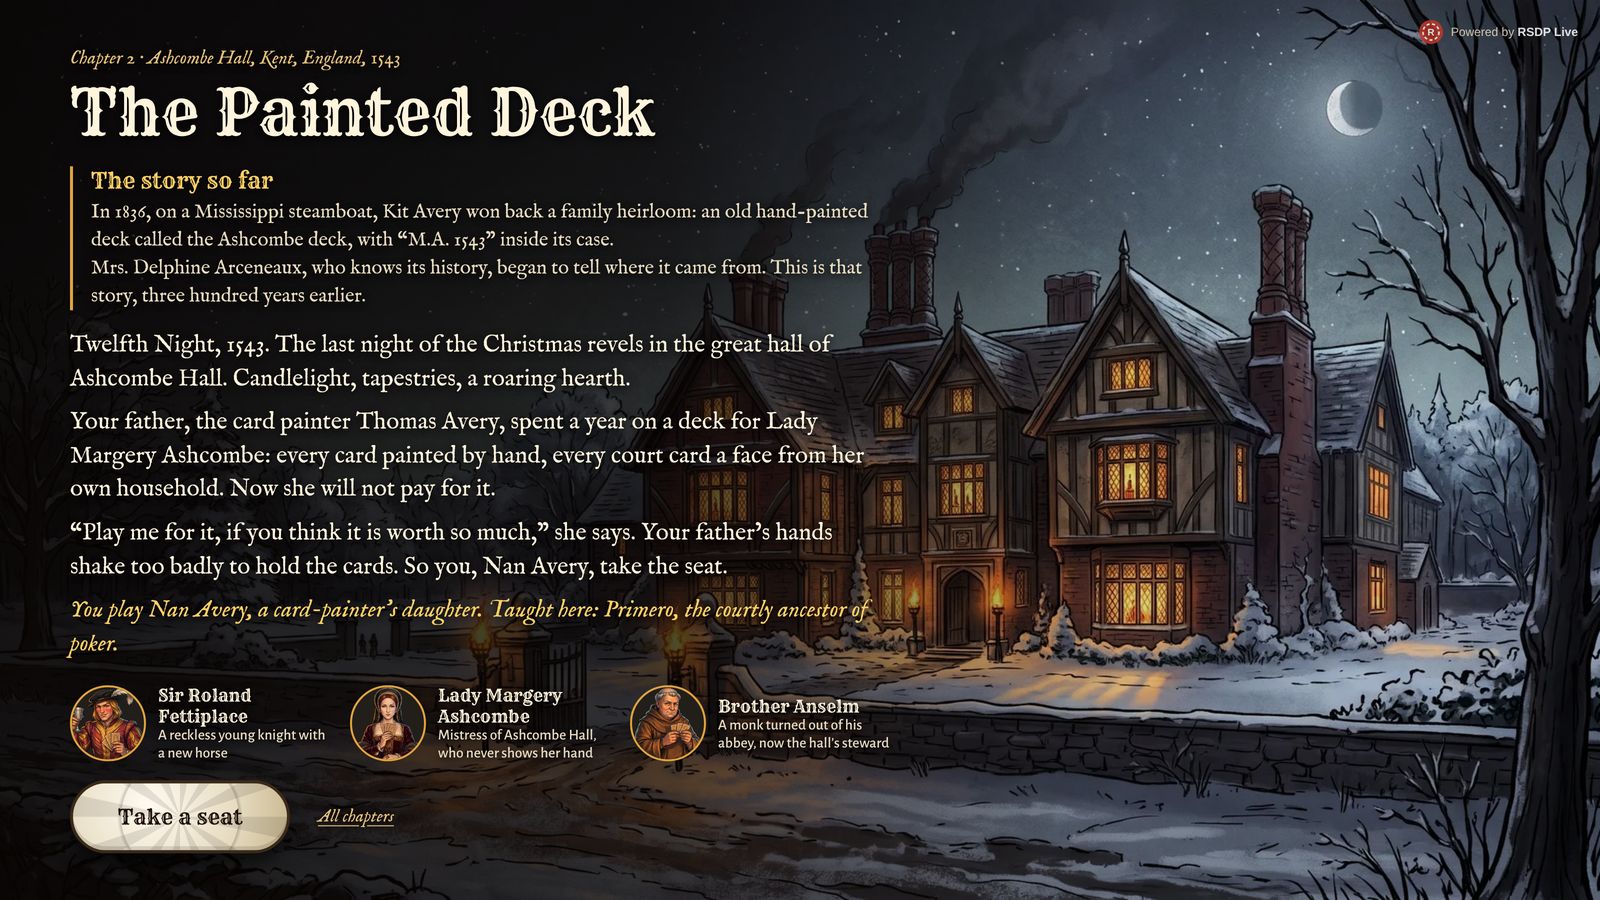 R Powered by RSDP Live
Chapter 2 · Ashcombe Hall, Kent, England, 1543
The Painted Deck
The story so far
In 1836, on a Mississippi steamboat, Kit Avery won back a family heirloom: an old hand-painted
deck called the Ashcombe deck, with “M.A. 1543” inside its case.
Mrs. Delphine Arceneaux, who knows its history, began to tell where it came from. This is that
story, three hundred years earlier.
Twelfth Night, 1543. The last night of the Christmas revels in the great hall of
Ashcombe Hall. Candlelight, tapestries, a roaring hearth.
Your father, the card painter Thomas Avery, spent a year on a deck for Lady
Margery Ashcombe: every card painted by hand, every court card a face from her
own household. Now she will not pay for it.
“Play me for it, if you think it is worth so much,” she says. Your father’s hands
shake too badly to hold the cards. So you, Nan Avery, take the seat.
You play Nan Avery, a card-painter’s daughter. Taught here: Primero, the courtly ancestor of
poker.
Sir Roland
Fettiplace
A reckless young knight with
a new horse
Lady Margery
Ashcombe
Mistress of Ashcombe Hall,
who never shows her hand
Brother Anselm
A monk turned out of his
abbey, now the hall's steward
Take a seat
All chapters